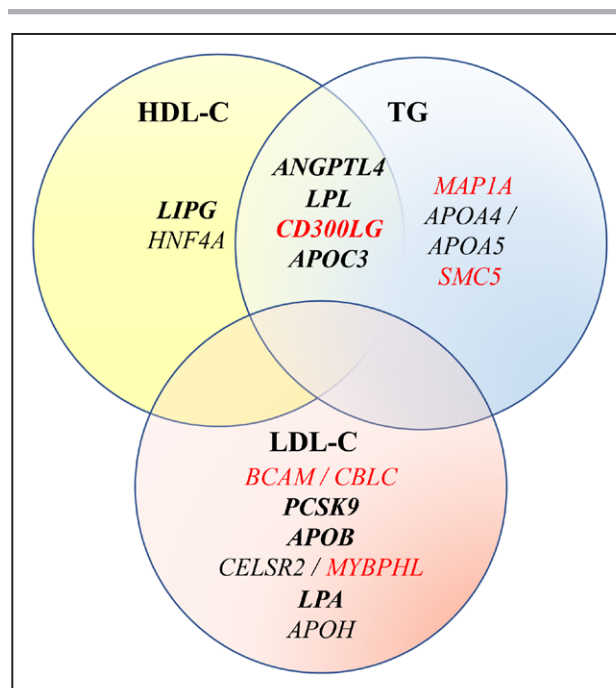 HDL-C
TG
LIPG
HNF4A
ANGPTL4
LPL
CD300LG
APOC3
MAP1A
APOA4 /
APOA5
SMC5
LDL-C
BCAM / CBLC
PCSK9
APOB
CELSR2 / MYBPHL
LPA
APOH